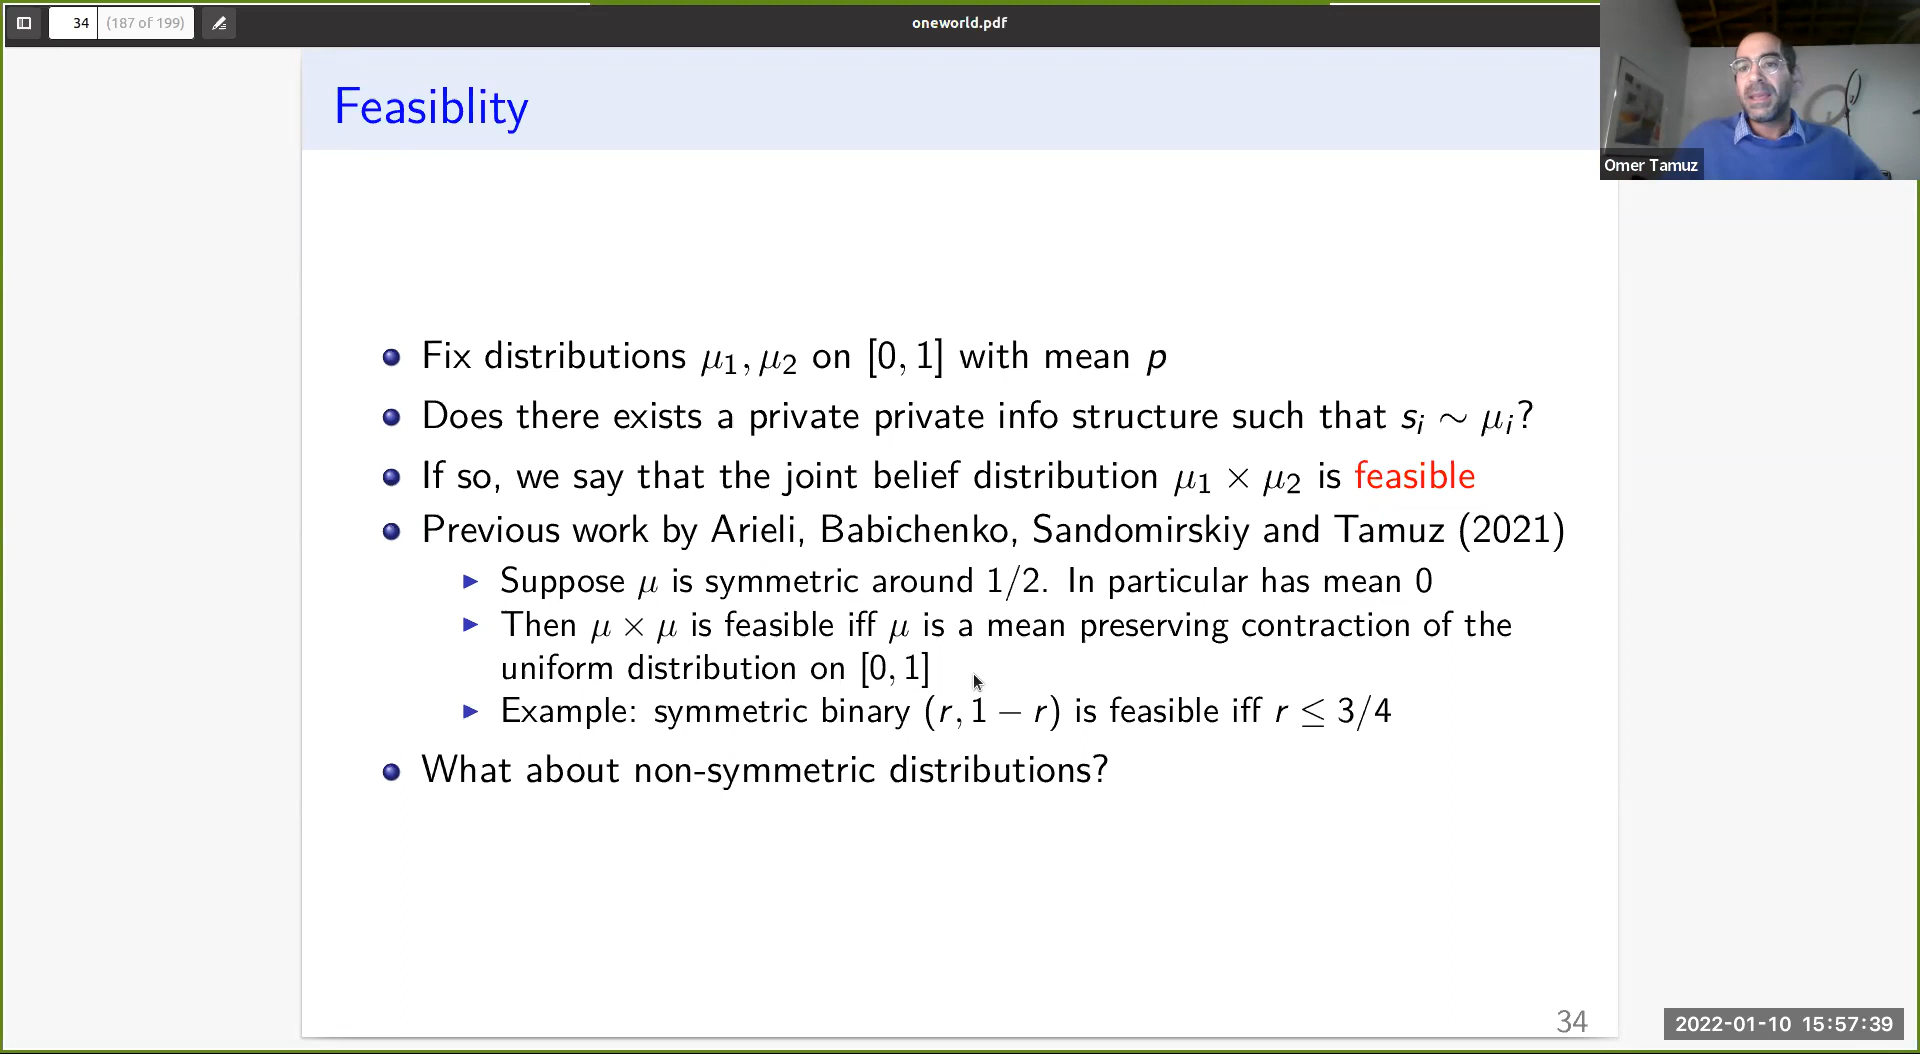 34 (187 of 199) oneworld.pdf
Feasiblity
Omer Tamuz
Fix distributions μ₁, μ₂ on [0, 1] with mean p
Does there exists a private private info structure such that sᵢ ∼ μᵢ?
If so, we say that the joint belief distribution μ₁ × μ₂ is feasible
Previous work by Arieli, Babichenko, Sandomirskiy and Tamuz (2021)
Suppose μ is symmetric around 1/2. In particular has mean 0
Then μ × μ is feasible iff μ is a mean preserving contraction of the
uniform distribution on [0, 1]
Example: symmetric binary (r, 1 − r) is feasible iff r ≤ 3/4
What about non-symmetric distributions?
34
2022-01-10 15:57:39